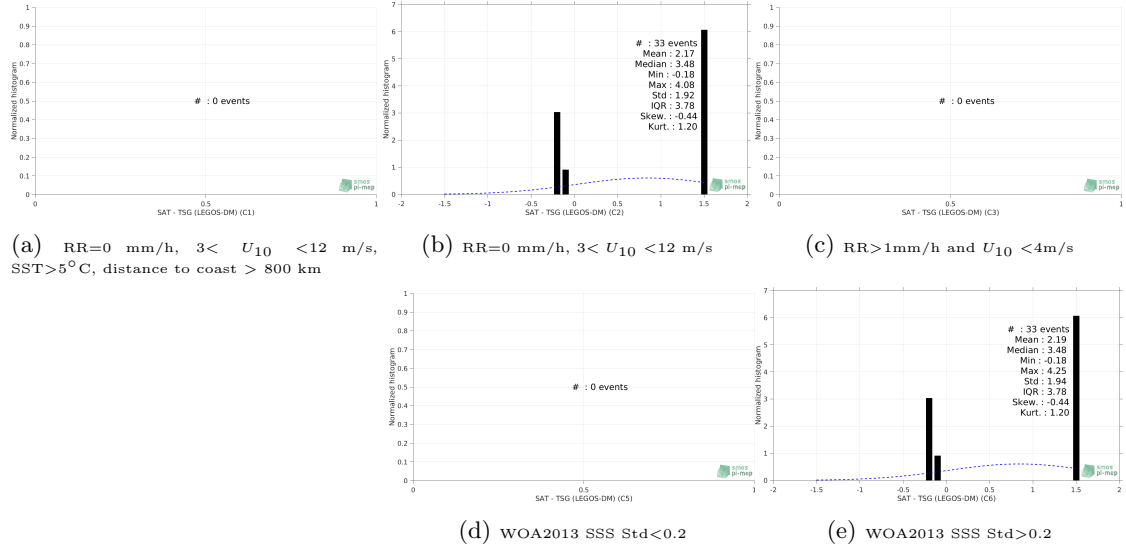 1
0.9
0.8
0.7
0.6
0.5
0.4
0.3
0.2
0.1
0
Normalized histogram
# : 0 events
0 0.5 1
SAT - TSG (LEGOS-DM) (C1)
smos
pi-mep
(a) RR=0 mm/h, 3< U10 <12 m/s,
SST>5°C, distance to coast > 800 km
7
6
5
4
3
2
1
0
Normalized histogram
# : 33 events
Mean : 2.17
Median : 3.48
Min : -0.18
Max : 4.08
Std : 1.92
IQR : 3.78
Skew. : -0.44
Kurt. : 1.20
-2 -1.5 -1 -0.5 0 0.5 1 1.5 2
SAT - TSG (LEGOS-DM) (C2)
smos
pi-mep
(b) RR=0 mm/h, 3< U10 <12 m/s
1
0.9
0.8
0.7
0.6
0.5
0.4
0.3
0.2
0.1
0
Normalized histogram
# : 0 events
0 0.5 1
SAT - TSG (LEGOS-DM) (C3)
smos
pi-mep
(c) RR>1mm/h and U10 <4m/s
1
0.9
0.8
0.7
0.6
0.5
0.4
0.3
0.2
0.1
0
Normalized histogram
# : 0 events
0 0.5 1
SAT - TSG (LEGOS-DM) (C5)
smos
pi-mep
(d) WOA2013 SSS Std<0.2
7
6
5
4
3
2
1
0
Normalized histogram
# : 33 events
Mean : 2.19
Median : 3.48
Min : -0.18
Max : 4.25
Std : 1.94
IQR : 3.78
Skew. : -0.44
Kurt. : 1.20
-2 -1.5 -1 -0.5 0 0.5 1 1.5 2
SAT - TSG (LEGOS-DM) (C6)
smos
pi-mep
(e) WOA2013 SSS Std>0.2